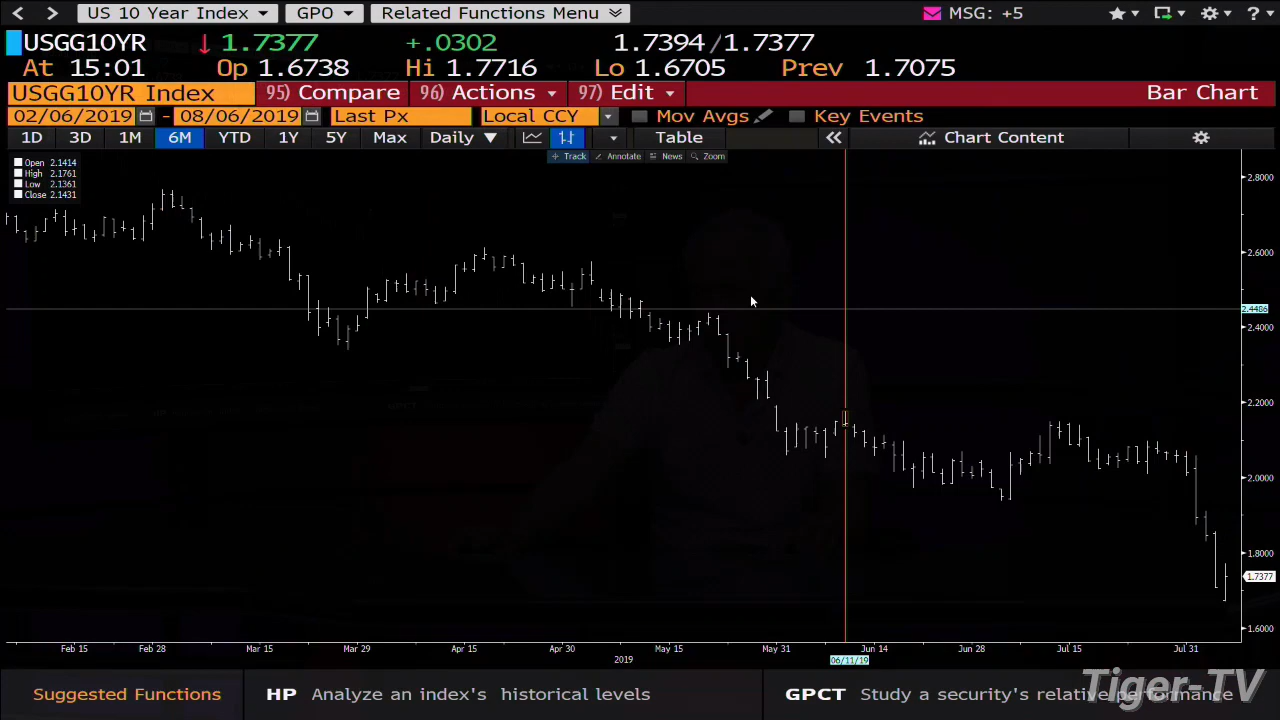 US 10 Year Index GPO Related Functions Menu MSG: +5 ?
USGG10YR ↓ 1.7377 +.0302 1.7394/1.7377
At 15:01 Op 1.6738 Hi 1.7716 Lo 1.6705 Prev 1.7075
USGG10YR Index 95) Compare 96) Actions 97) Edit Bar Chart
02/06/2019 - 08/06/2019 Last Px Local CCY Mov Avgs Key Events
1D 3D 1M 6M YTD 1Y 5Y Max Daily ▼ Table « Chart Content
Track Annotate News Zoom
Open 2.1414
High 2.1761
Low 2.1361
Close 2.1431
2.8000
2.6000
2.4486
2.4000
2.2000
2.0000
1.8000
1.7377
1.6000
Feb 15 Feb 28 Mar 15 Mar 29 Apr 15 Apr 30 May 15 May 31 Jun 14 Jun 28 Jul 15 Jul 31
2019 06/11/19
Suggested Functions HP Analyze an index's historical levels GPCT Study a security's relative performance
Tiger-TV